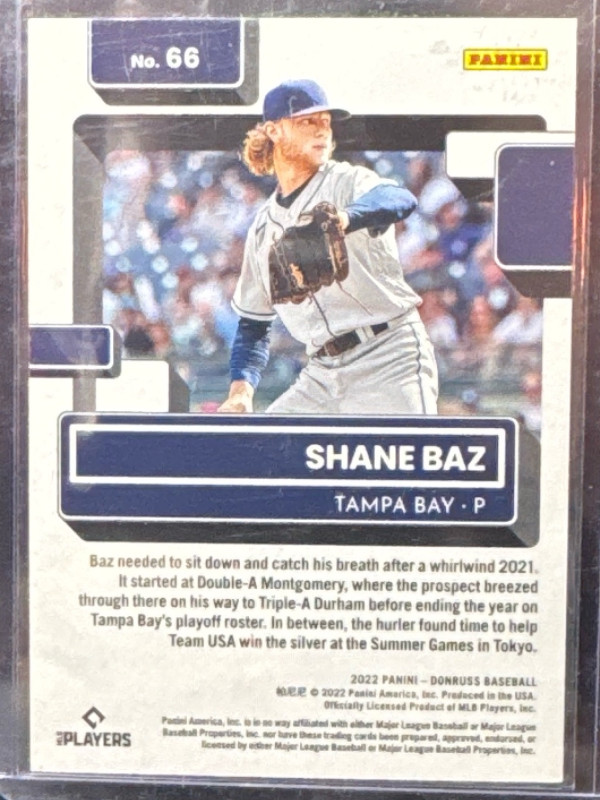 No. 66
PANINI
SHANE BAZ
TAMPA BAY · P
Baz needed to sit down and catch his breath after a whirlwind 2021.
It started at Double-A Montgomery, where the prospect breezed
through there on his way to Triple-A Durham before ending the year on
Tampa Bay's playoff roster. In between, the hurler found time to help
Team USA win the silver at the Summer Games in Tokyo.
2022 PANINI – DONRUSS BASEBALL
帕尼尼 © 2022 Panini America, Inc. Produced in the USA.
Officially Licensed Product of MLB Players, Inc.
Panini America, Inc. is in no way affiliated with either Major League Baseball or Major League
Baseball Properties, Inc. nor have these trading cards been prepared, approved, endorsed, or
licensed by either Major League Baseball or Major League Baseball Properties, Inc.
MLB PLAYERS